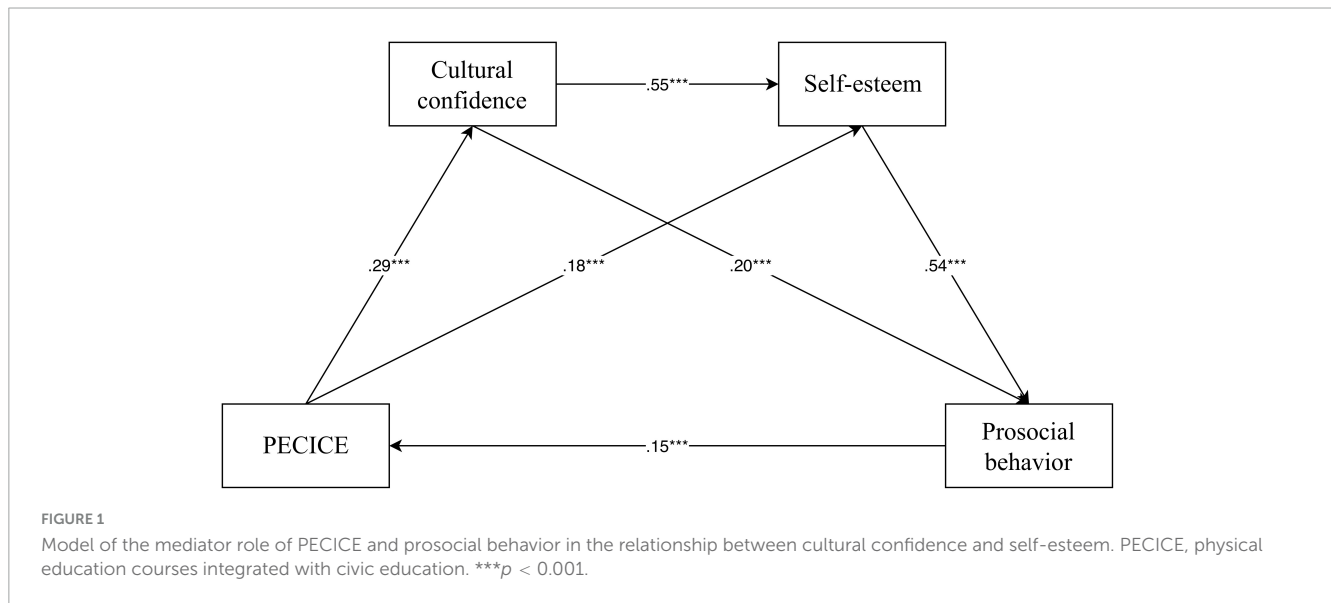 Cultural
confidence
.55***
Self-esteem
.29***
.18***
.20***
.54***
PECICE
.15***
Prosocial
behavior
FIGURE 1
Model of the mediator role of PECICE and prosocial behavior in the relationship between cultural confidence and self-esteem. PECICE, physical
education courses integrated with civic education. ***p < 0.001.